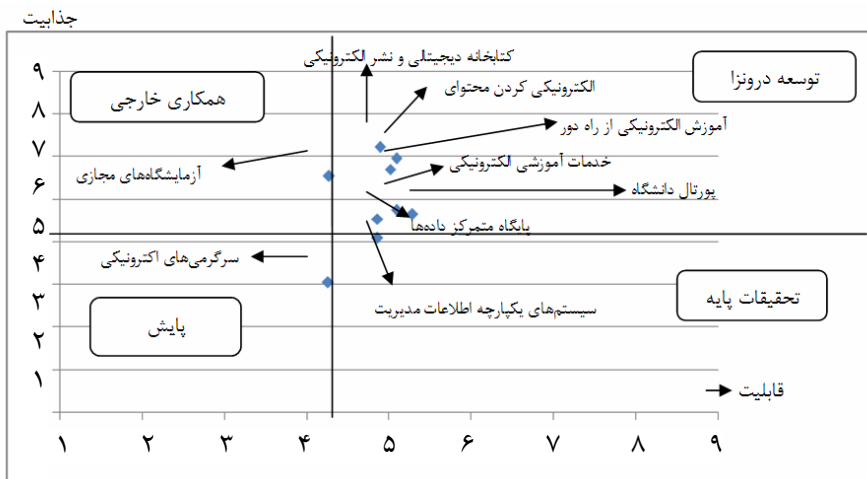 جذابیت
کتابخانه دیجیتالی و نشر الکترونیکی
توسعه درونزا
همکاری خارجی
الکترونیکی کردن محتوای
آموزش الکترونیکی از راه دور
خدمات آموزشی الکترونیکی
آزمایشگاه‌های مجازی
پورتال دانشگاه
پایگاه متمرکز داده‌ها
سرگرمی‌های اکترونیکی
تحقیقات پایه
سیستم‌های یکپارچه اطلاعات مدیریت
پایش
قابلیت
۹
۸
۷
۶
۵
۴
۳
۲
۱
۱ ۲ ۳ ۴ ۵ ۶ ۷ ۸ ۹